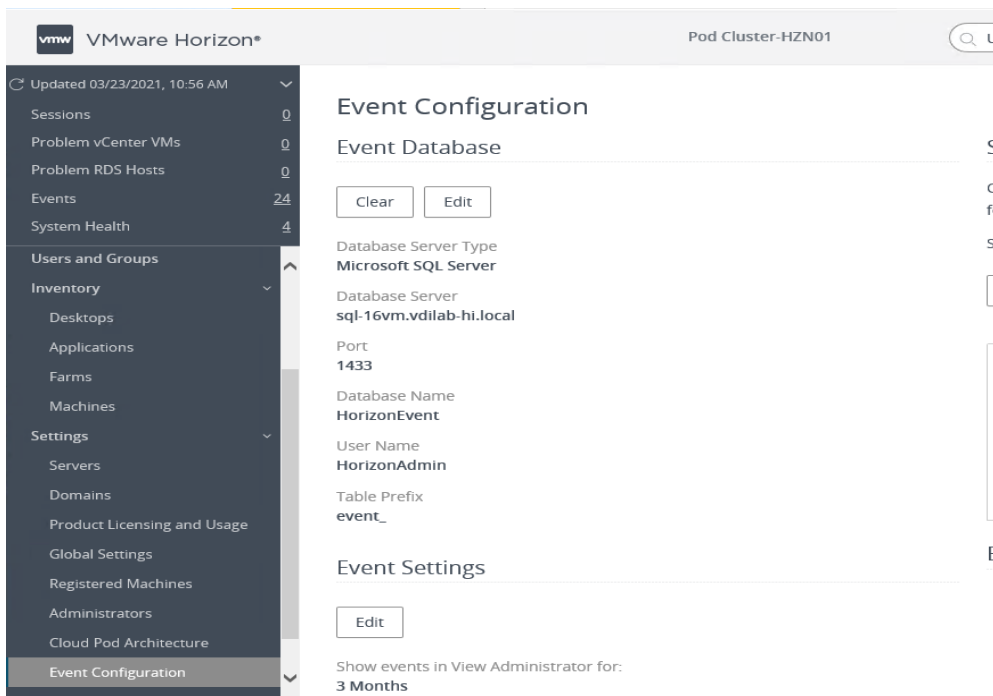 vmw VMware Horizon®
Pod Cluster-HZN01
Updated 03/23/2021, 10:56 AM
Sessions 0
Problem vCenter VMs 0
Problem RDS Hosts 0
Events 24
System Health 4
Users and Groups
Inventory
Desktops
Applications
Farms
Machines
Settings
Servers
Domains
Product Licensing and Usage
Global Settings
Registered Machines
Administrators
Cloud Pod Architecture
Event Configuration
Event Configuration
Event Database
Clear Edit
Database Server Type
Microsoft SQL Server
Database Server
sql-16vm.vdilab-hi.local
Port
1433
Database Name
HorizonEvent
User Name
HorizonAdmin
Table Prefix
event_
Event Settings
Edit
Show events in View Administrator for:
3 Months